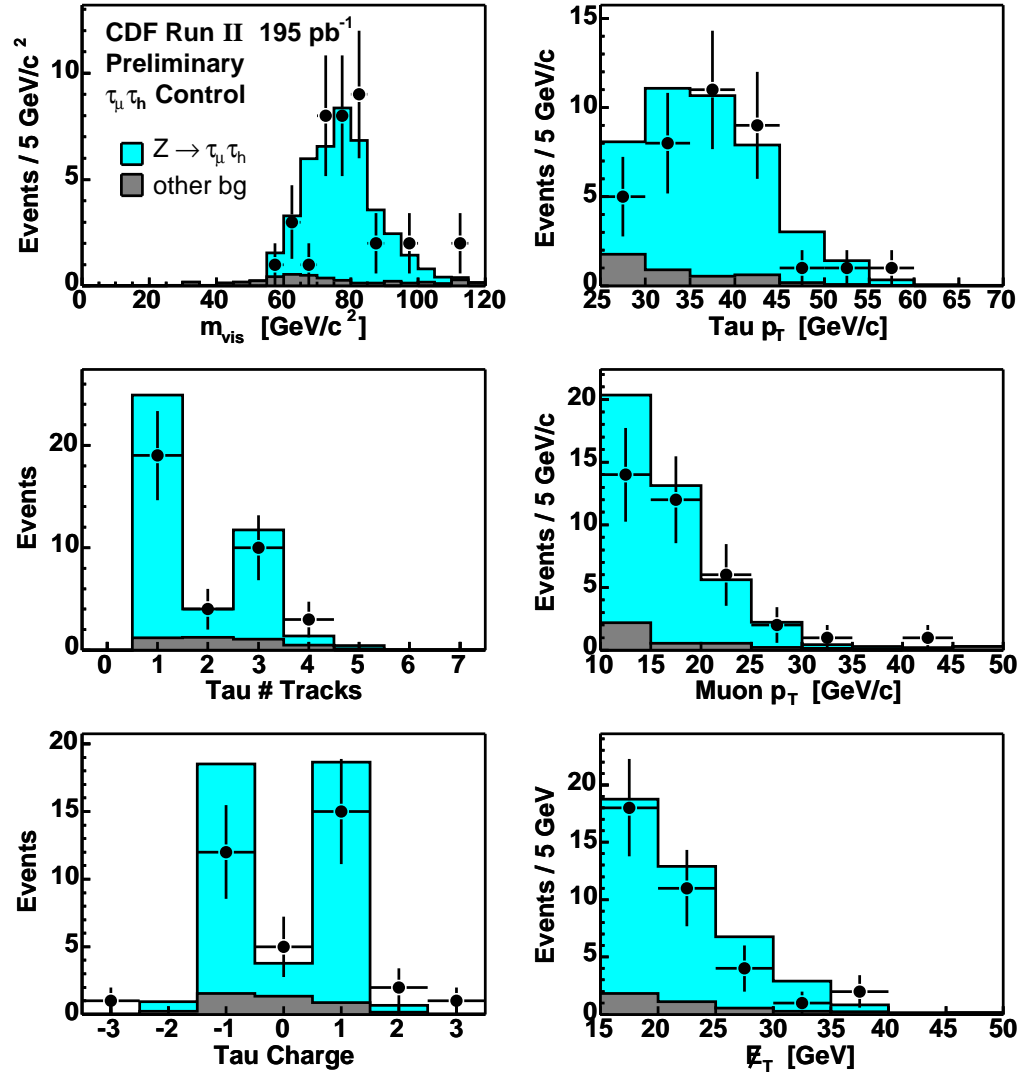 CDF Run II 195 pb⁻¹
Preliminary
τμτh Control
Z → τμτh
other bg
Events / 5 GeV/c²
10
5
0
0 20 40 60 80 100 120
mvis [GeV/c²]
Events / 5 GeV/c
15
10
5
0
25 30 35 40 45 50 55 60 65 70
Tau pT [GeV/c]
Events
20
10
0
0 1 2 3 4 5 6 7
Tau # Tracks
Events / 5 GeV/c
20
15
10
5
0
10 15 20 25 30 35 40 45 50
Muon pT [GeV/c]
Events
20
15
10
5
0
-3 -2 -1 0 1 2 3
Tau Charge
Events / 5 GeV
20
15
10
5
0
15 20 25 30 35 40 45 50
E̸T [GeV]